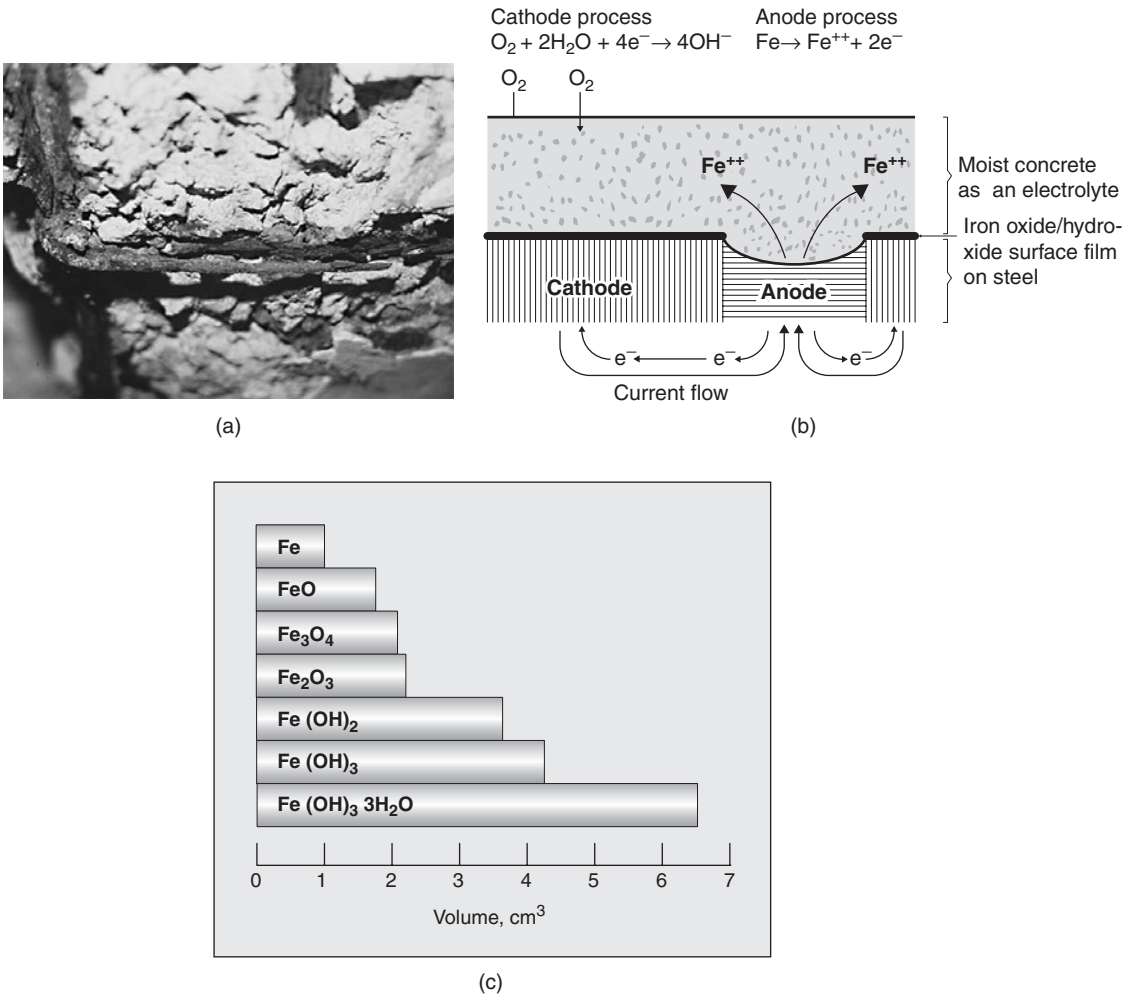 Cathode process
O₂ + 2H₂O + 4e⁻→ 4OH⁻
Anode process
Fe→ Fe⁺⁺+ 2e⁻
O₂
O₂
Fe⁺⁺
Fe⁺⁺
Moist concrete
as an electrolyte
Iron oxide/hydro-
xide surface film
on steel
Cathode
Anode
e⁻
e⁻
e⁻
Current flow
(a)
(b)
Fe
FeO
Fe₃O₄
Fe₂O₃
Fe (OH)₂
Fe (OH)₃
Fe (OH)₃ 3H₂O
0 1 2 3 4 5 6 7
Volume, cm³
(c)